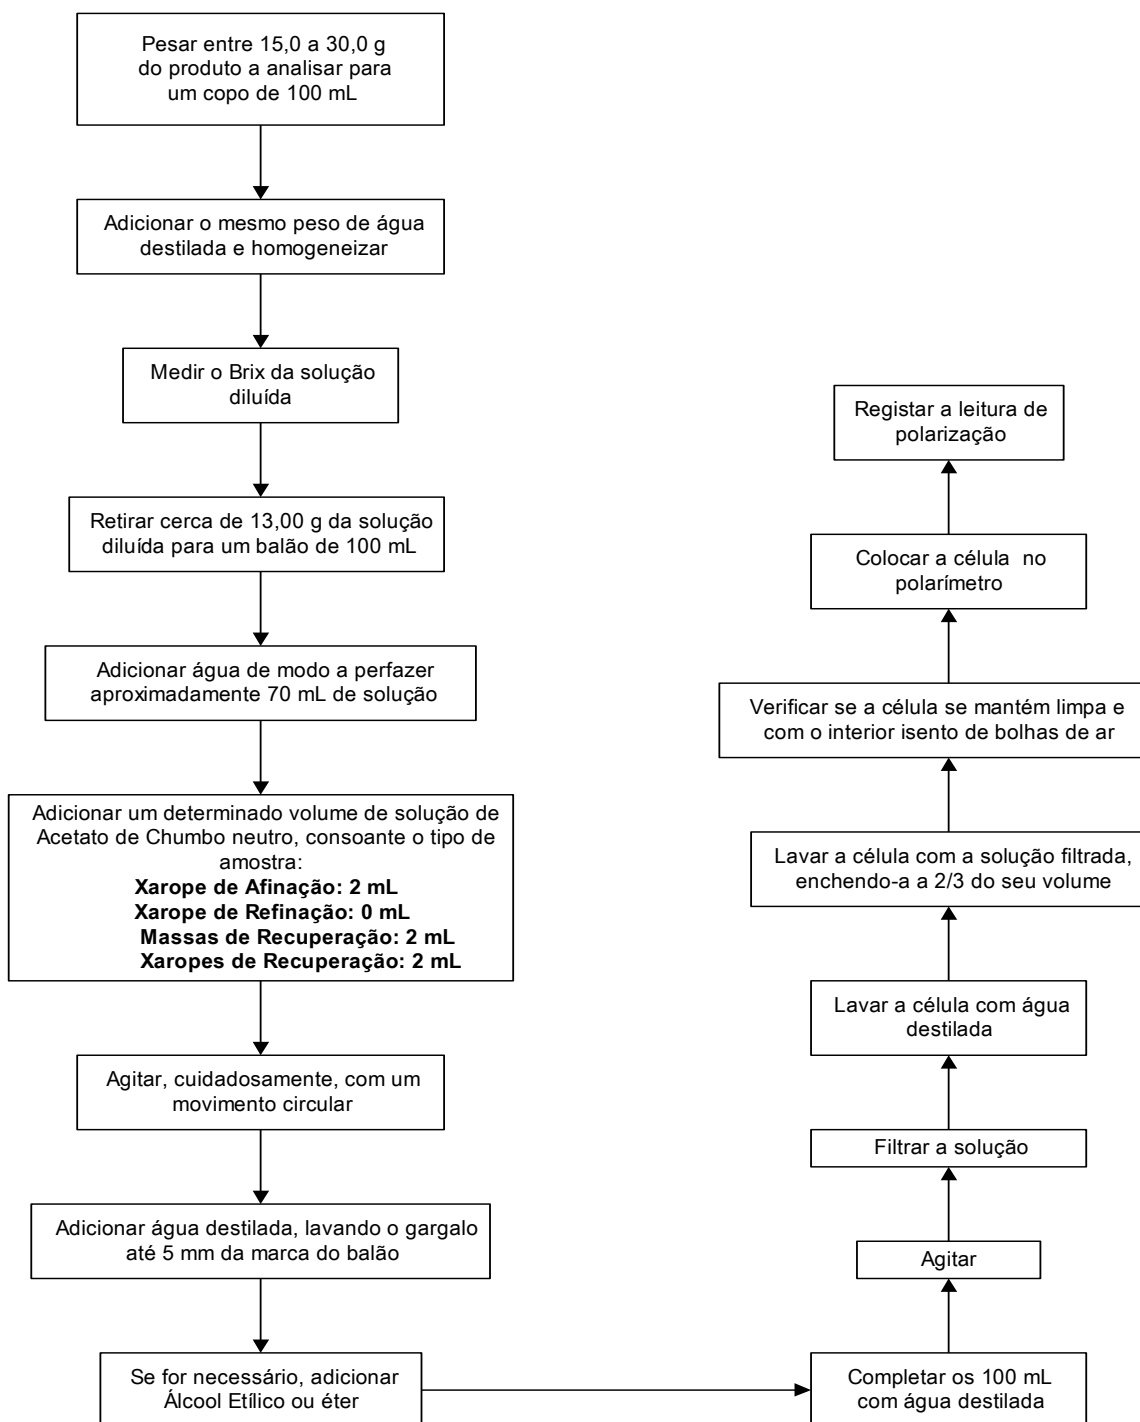 Pesar entre 15,0 a 30,0 g
do produto a analisar para
um copo de 100 mL
Adicionar o mesmo peso de água
destilada e homogeneizar
Medir o Brix da solução
diluída
Retirar cerca de 13,00 g da solução
diluída para um balão de 100 mL
Adicionar água de modo a perfazer
aproximadamente 70 mL de solução
Adicionar um determinado volume de solução de
Acetato de Chumbo neutro, consoante o tipo de
amostra:
Xarope de Afinação: 2 mL
Xarope de Refinação: 0 mL
Massas de Recuperação: 2 mL
Xaropes de Recuperação: 2 mL
Agitar, cuidadosamente, com um
movimento circular
Adicionar água destilada, lavando o gargalo
até 5 mm da marca do balão
Se for necessário, adicionar
Álcool Etílico ou éter
Completar os 100 mL
com água destilada
Agitar
Filtrar a solução
Lavar a célula com água
destilada
Lavar a célula com a solução filtrada,
enchendo-a a 2/3 do seu volume
Verificar se a célula se mantém limpa e
com o interior isento de bolhas de ar
Colocar a célula no
polarímetro
Registar a leitura de
polarização